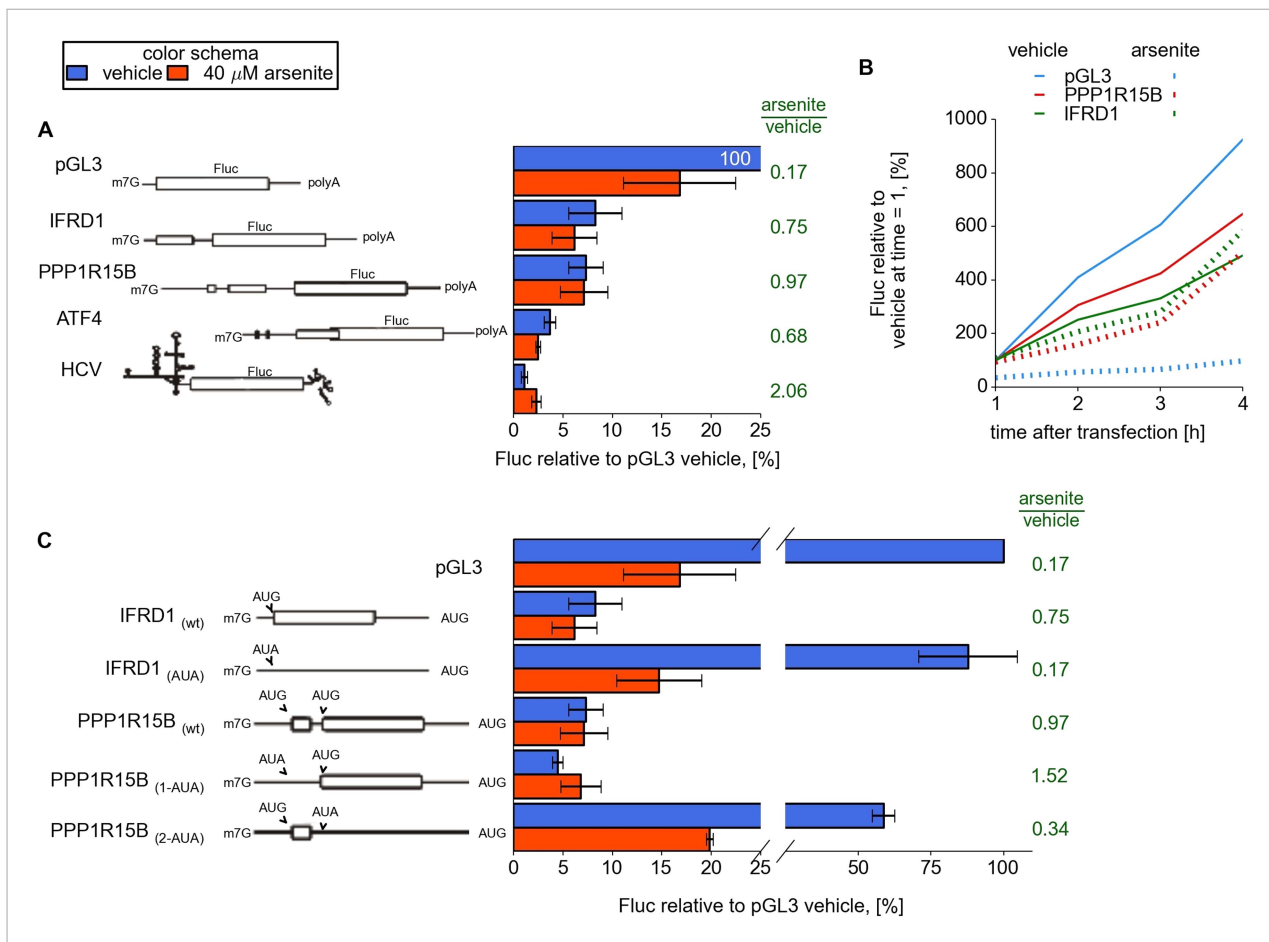 color schema
vehicle 40 μM arsenite
A
arsenite
vehicle
pGL3
m7G Fluc polyA
100
0.17
IFRD1
m7G Fluc polyA
0.75
PPP1R15B
m7G Fluc polyA
0.97
ATF4
m7G Fluc polyA
0.68
HCV
Fluc
2.06
0 5 10 15 20 25
Fluc relative to pGL3 vehicle, [%]
B
vehicle arsenite
pGL3
PPP1R15B
IFRD1
Fluc relative to
vehicle at time = 1, [%]
1000
800
600
400
200
0
1 2 3 4
time after transfection [h]
C
arsenite
vehicle
pGL3
0.17
AUG
IFRD1 (wt) m7G AUG
0.75
AUA
IFRD1 (AUA) m7G AUG
0.17
AUG AUG
PPP1R15B (wt) m7G AUG
0.97
AUA AUG
PPP1R15B (1-AUA) m7G AUG
1.52
AUG AUA
PPP1R15B (2-AUA) m7G AUG
0.34
0 5 10 15 20 25 50 75 100
Fluc relative to pGL3 vehicle, [%]